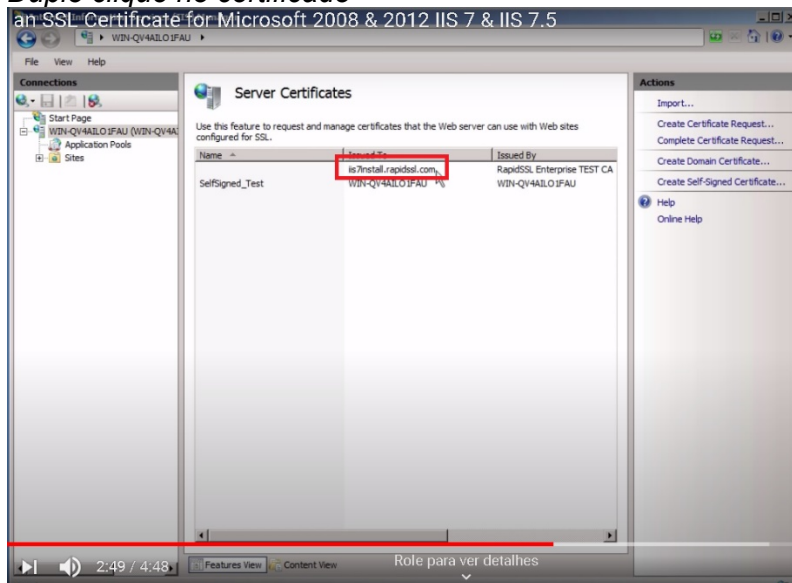 Duplo clique no certificado
an SSL Certificate for Microsoft 2008 & 2012 IIS 7 & IIS 7.5
WIN-QV4AILO1FAU
File View Help
Connections
Start Page
WIN-QV4AILO1FAU (WIN-QV4A
Application Pools
Sites
Server Certificates
Use this feature to request and manage certificates that the Web server can use with Web sites
configured for SSL.
Name Issued To Issued By
iis7install.rapidssl.com RapidSSL Enterprise TEST CA
SelfSigned_Test WIN-QV4AILO1FAU WIN-QV4AILO1FAU
Actions
Import...
Create Certificate Request...
Complete Certificate Request...
Create Domain Certificate...
Create Self-Signed Certificate...
Help
Online Help
2:49 / 4:48
Features View Content View
Role para ver detalhes